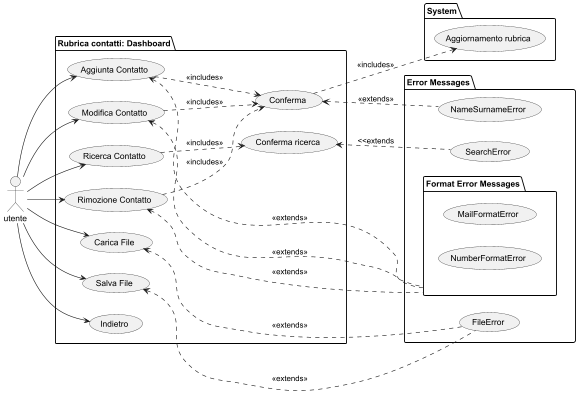 System
Aggiornamento rubrica
Rubrica contatti: Dashboard
Aggiunta Contatto
Modifica Contatto
Ricerca Contatto
Rimozione Contatto
Carica File
Salva File
Indietro
Conferma
Conferma ricerca
utente
«includes»
«includes»
«includes»
«includes»
«includes»
«extends»
<<extends
«extends»
«extends»
«extends»
«extends»
«extends»
Error Messages
NameSurnameError
SearchError
Format Error Messages
MailFormatError
NumberFormatError
FileError